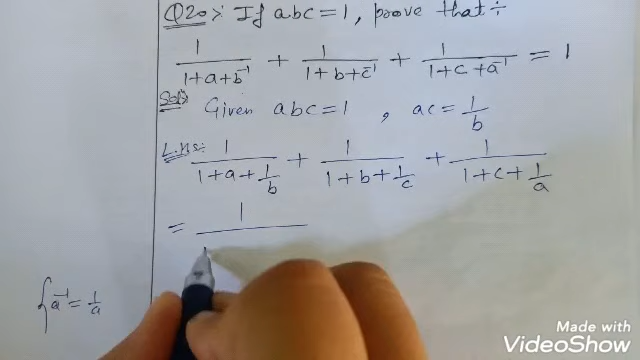 Q20:- If abc=1, prove that ÷
1/(1+a+b⁻¹) + 1/(1+b+c⁻¹) + 1/(1+c+a⁻¹) = 1
Sol: Given abc=1 , ac=1/b
L.H.S:- 1/(1+a+1/b) + 1/(1+b+1/c) + 1/(1+c+1/a)
= 1
{a⁻¹=1/a
Made with
VideoShow